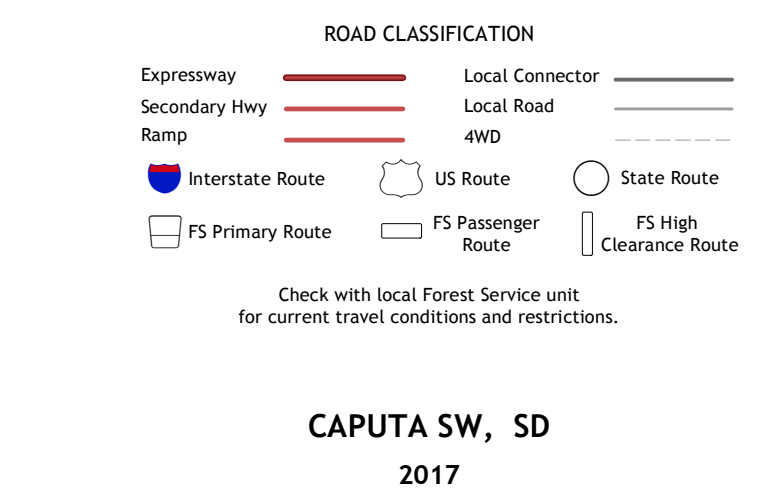 ROAD CLASSIFICATION
Expressway
Local Connector
Secondary Hwy
Local Road
Ramp
4WD
Interstate Route
US Route
State Route
FS Primary Route
FS Passenger
Route
FS High
Clearance Route
Check with local Forest Service unit
for current travel conditions and restrictions.
CAPUTA SW, SD
2017